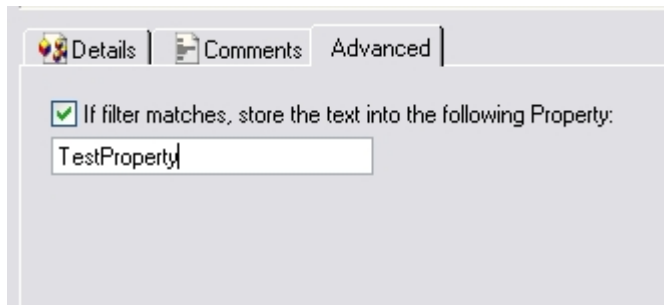 Details Comments Advanced
If filter matches, store the text into the following Property:
TestProperty